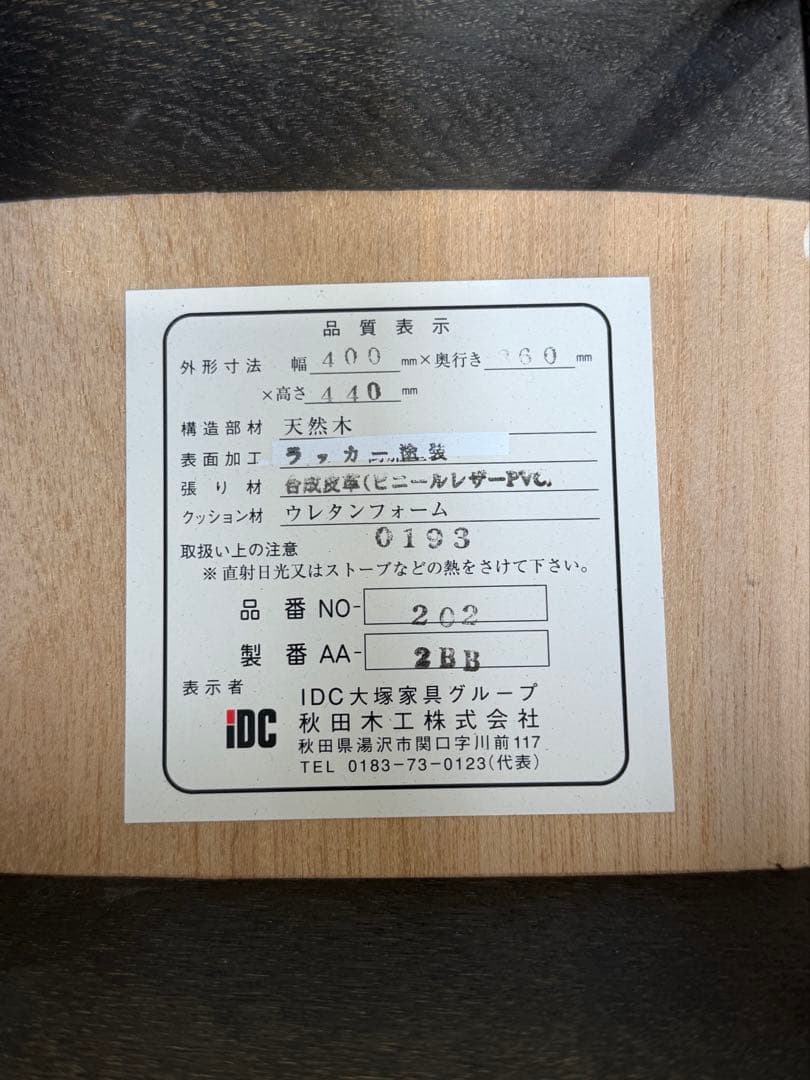 品質表示
外形寸法 幅 400 mm×奥行き 360 mm
×高さ 440 mm
構造部材 天然木
表面加工 ラッカー塗装
張り材 合成皮革(ビニールレザーPVC)
クッション材 ウレタンフォーム
0193
取扱い上の注意
※直射日光又はストーブなどの熱をさけて下さい。
品番 NO- 202
製番 AA- 2BB
表示者 IDC大塚家具グループ
iDC 秋田木工株式会社
秋田県湯沢市関口字川前117
TEL 0183-73-0123(代表)